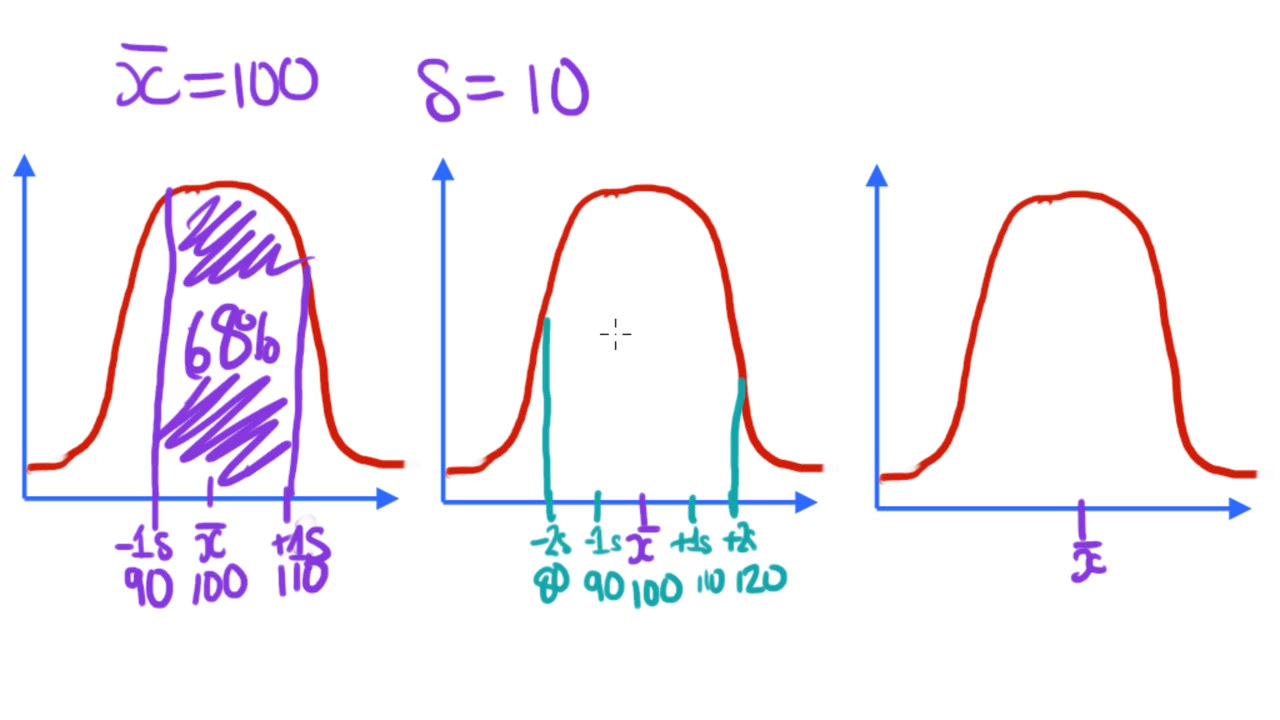 x̄ = 100
s = 10
68%
-1s x̄ +1s
90 100 110
-2s -1s x̄ +1s +2s
80 90 100 110 120
x̄